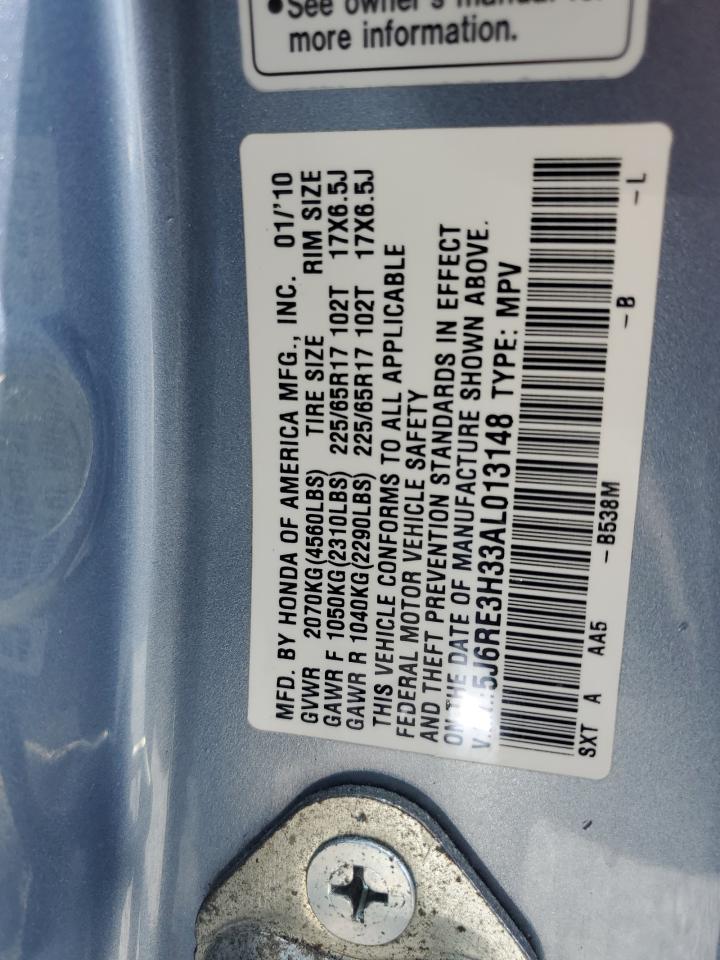 ●See owner's manual for
more information.
MFD. BY HONDA OF AMERICA MFG., INC. 01/'10
GVWR 2070KG(4560LBS) TIRE SIZE RIM SIZE
GAWR F 1050KG(2310LBS) 225/65R17 102T 17X6.5J
GAWR R 1040KG(2290LBS) 225/65R17 102T 17X6.5J
THIS VEHICLE CONFORMS TO ALL APPLICABLE
FEDERAL MOTOR VEHICLE SAFETY
AND THEFT PREVENTION STANDARDS IN EFFECT
ON THE DATE OF MANUFACTURE SHOWN ABOVE.
5J6RE3H33AL013148 TYPE: MPV
SXT A AA5 -B538M -B -L